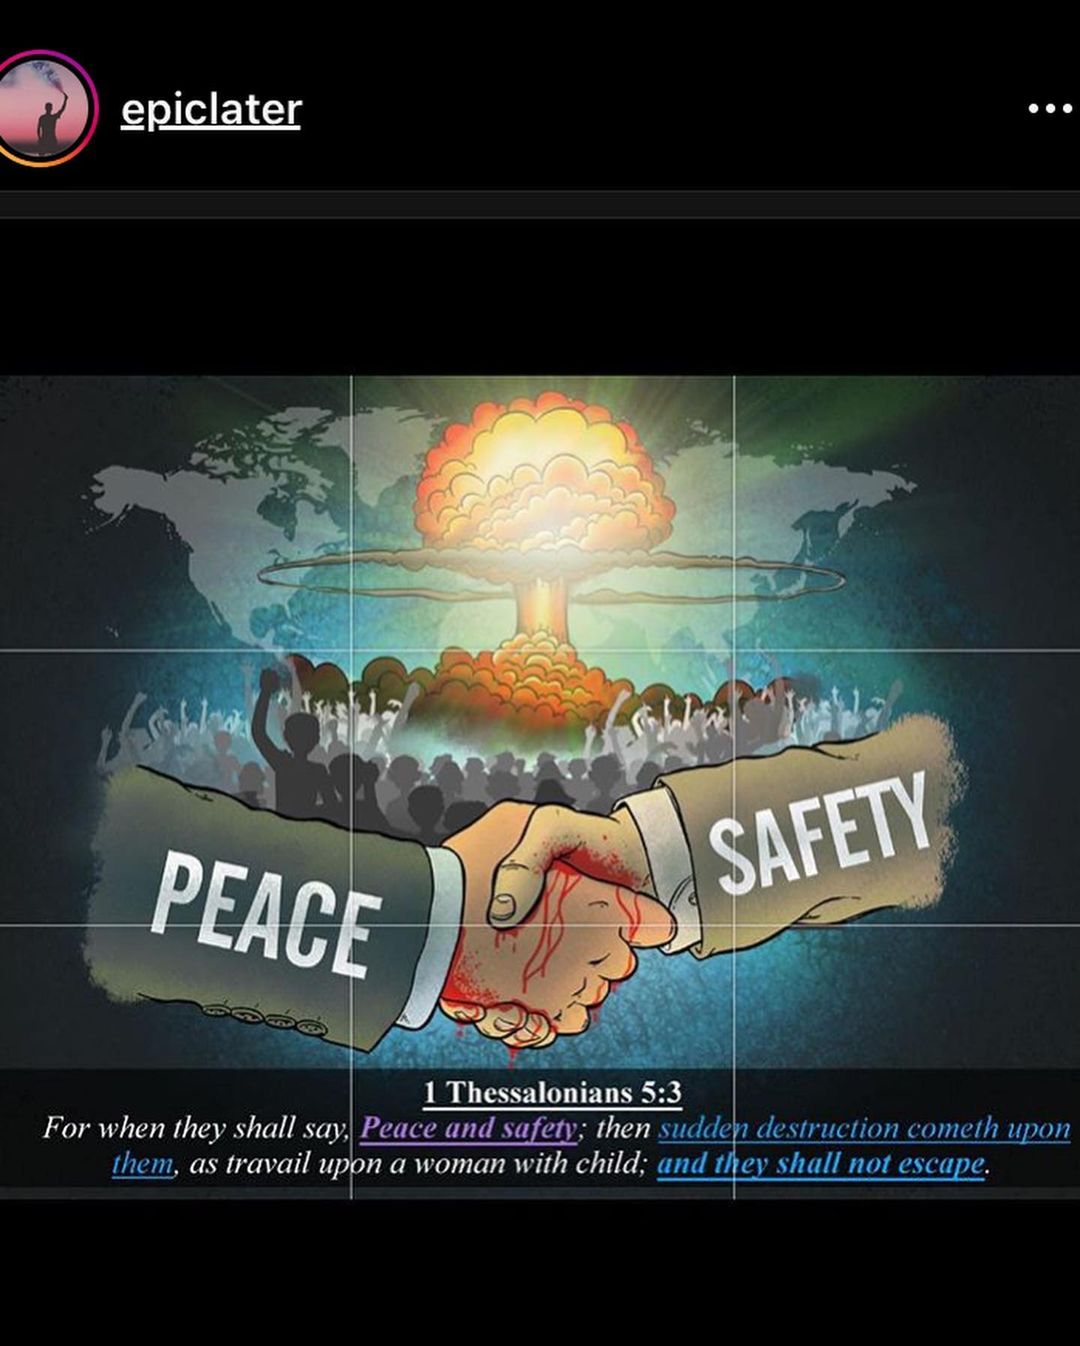 epiclater
PEACE
SAFETY
1 Thessalonians 5:3
For when they shall say, Peace and safety; then sudden destruction cometh upon
them, as travail upon a woman with child; and they shall not escape.